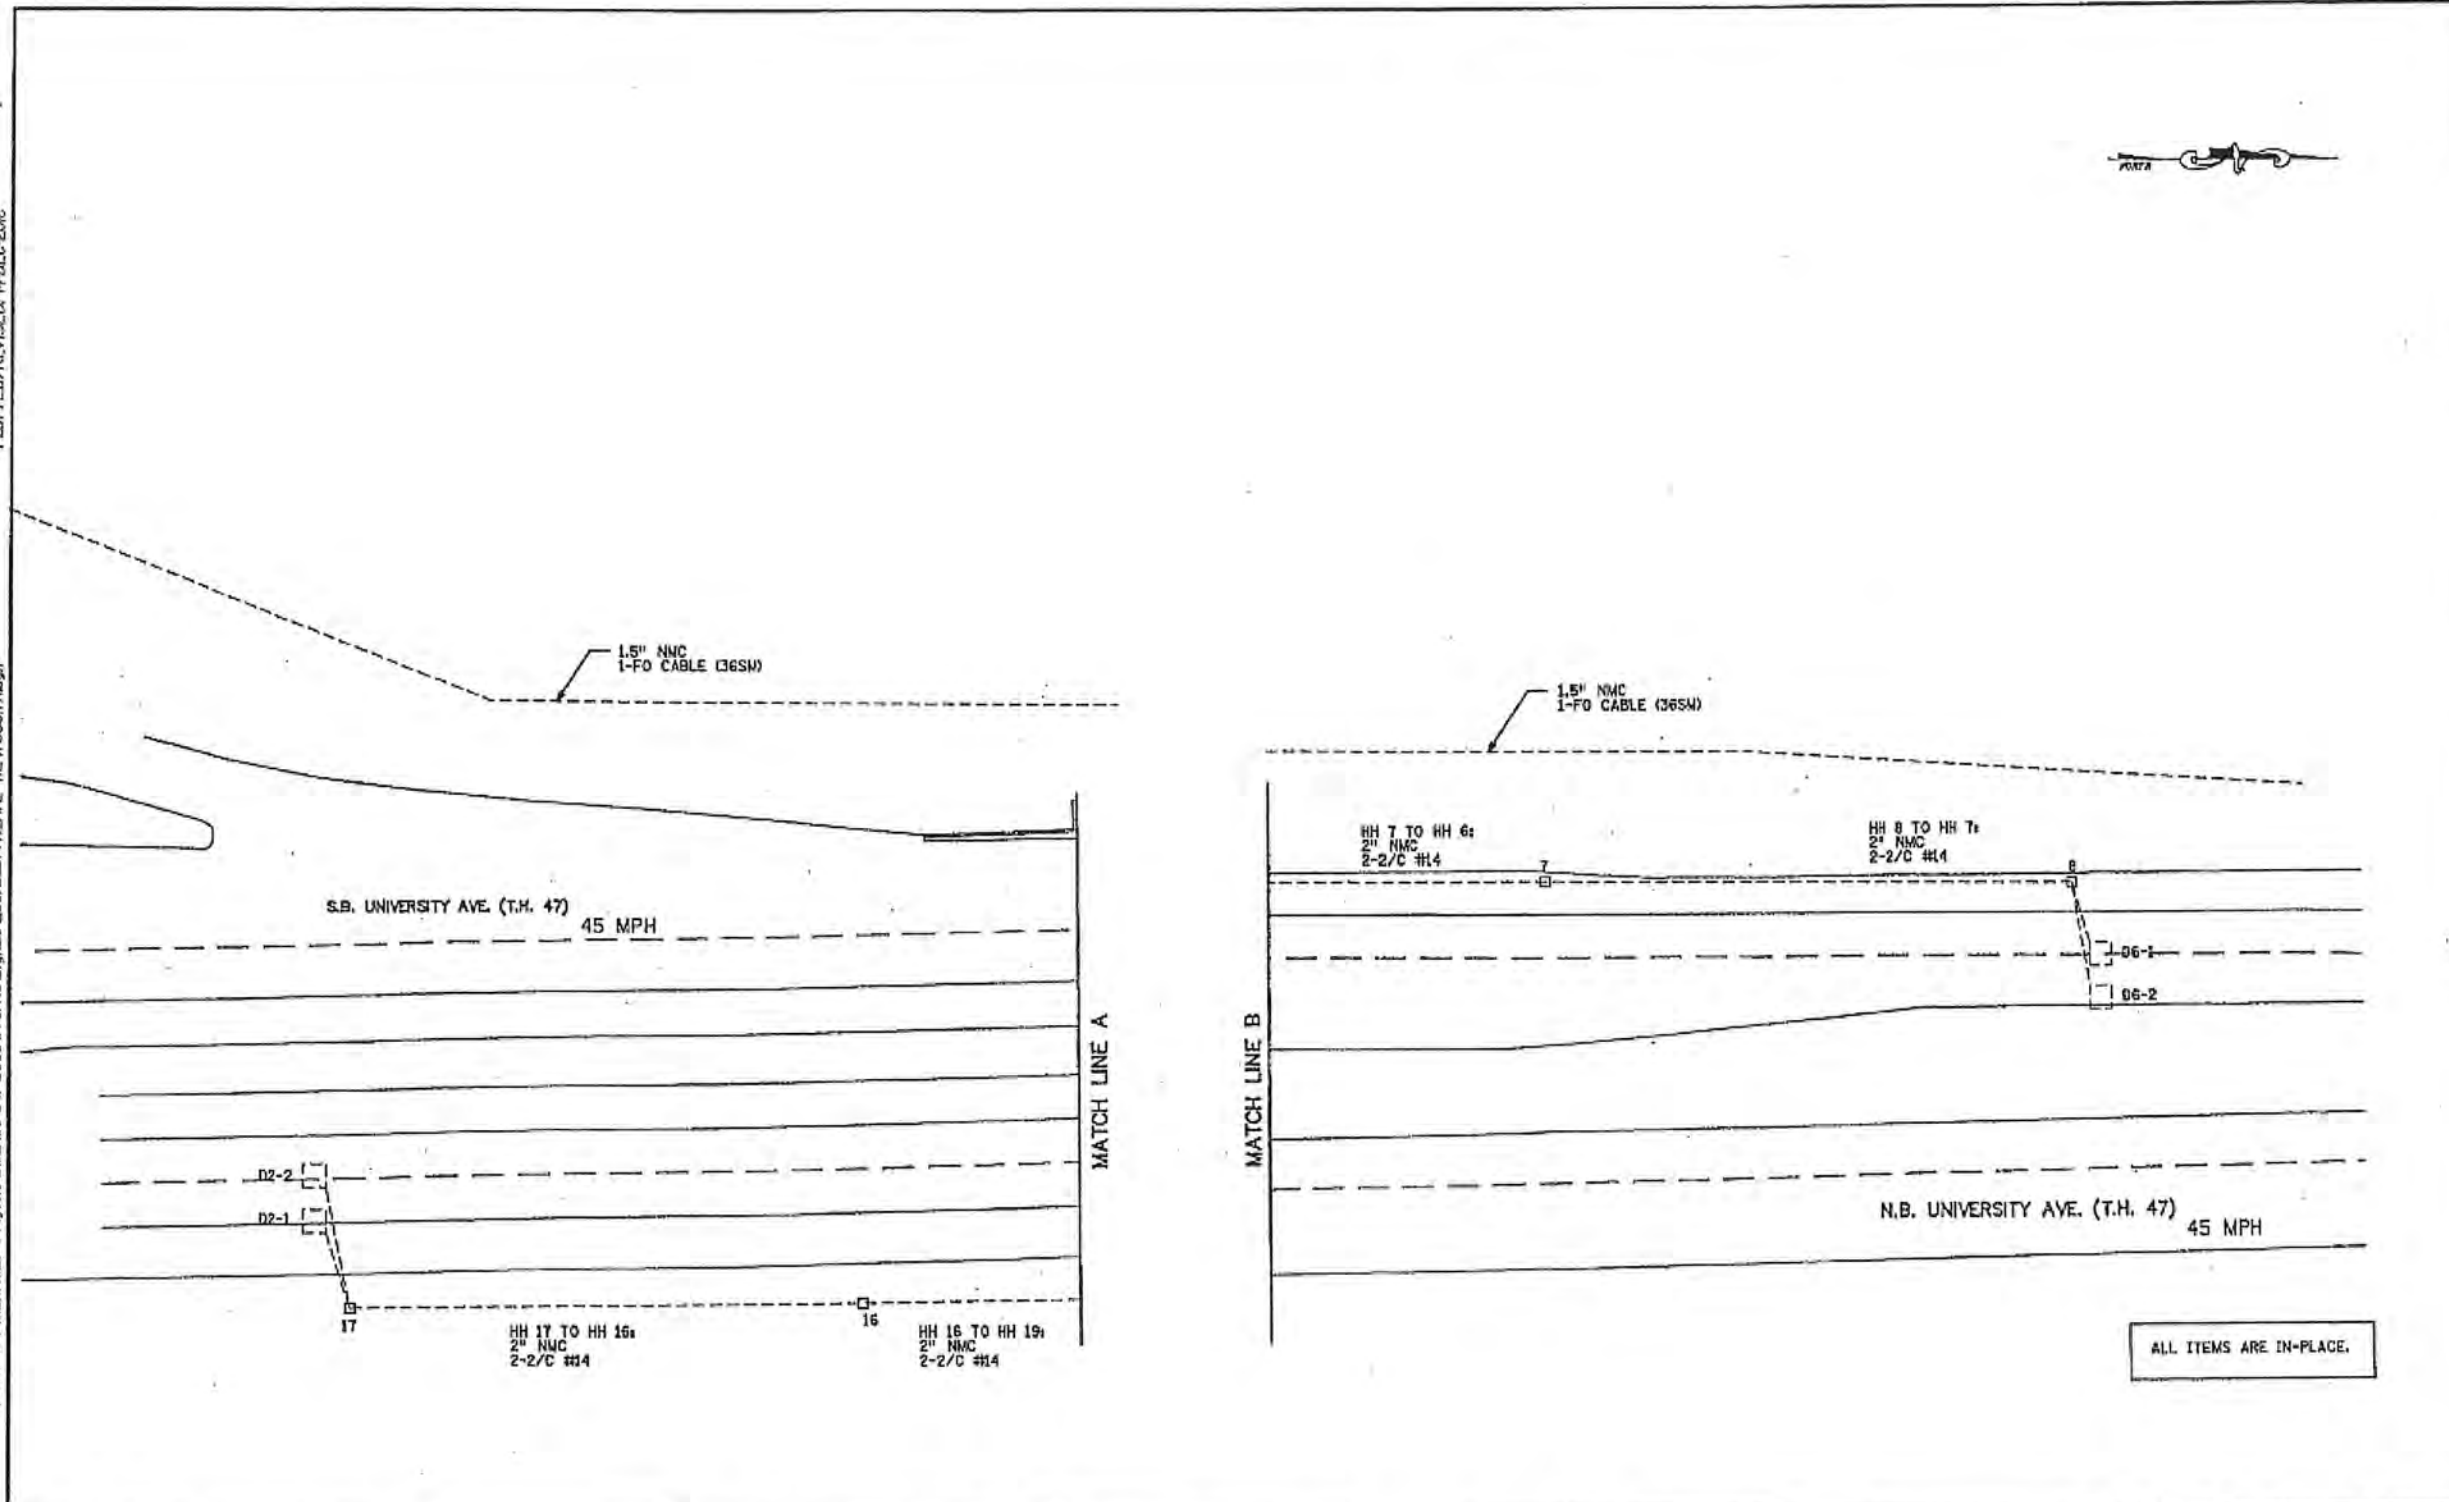 NORTH
1.5" NMC
1-FO CABLE (36SM)
S.B. UNIVERSITY AVE. (T.H. 47)
45 MPH
D2-2
D2-1
17
16
HH 17 TO HH 16:
2" NMC
2-2/C #14
HH 16 TO HH 19:
2" NMC
2-2/C #14
MATCH LINE A
MATCH LINE B
1.5" NMC
1-FO CABLE (36SM)
HH 7 TO HH 6:
2" NMC
2-2/C #14
7
HH 8 TO HH 7:
2" NMC
2-2/C #14
8
D6-1
D6-2
N.B. UNIVERSITY AVE. (T.H. 47)
45 MPH
ALL ITEMS ARE IN-PLACE.